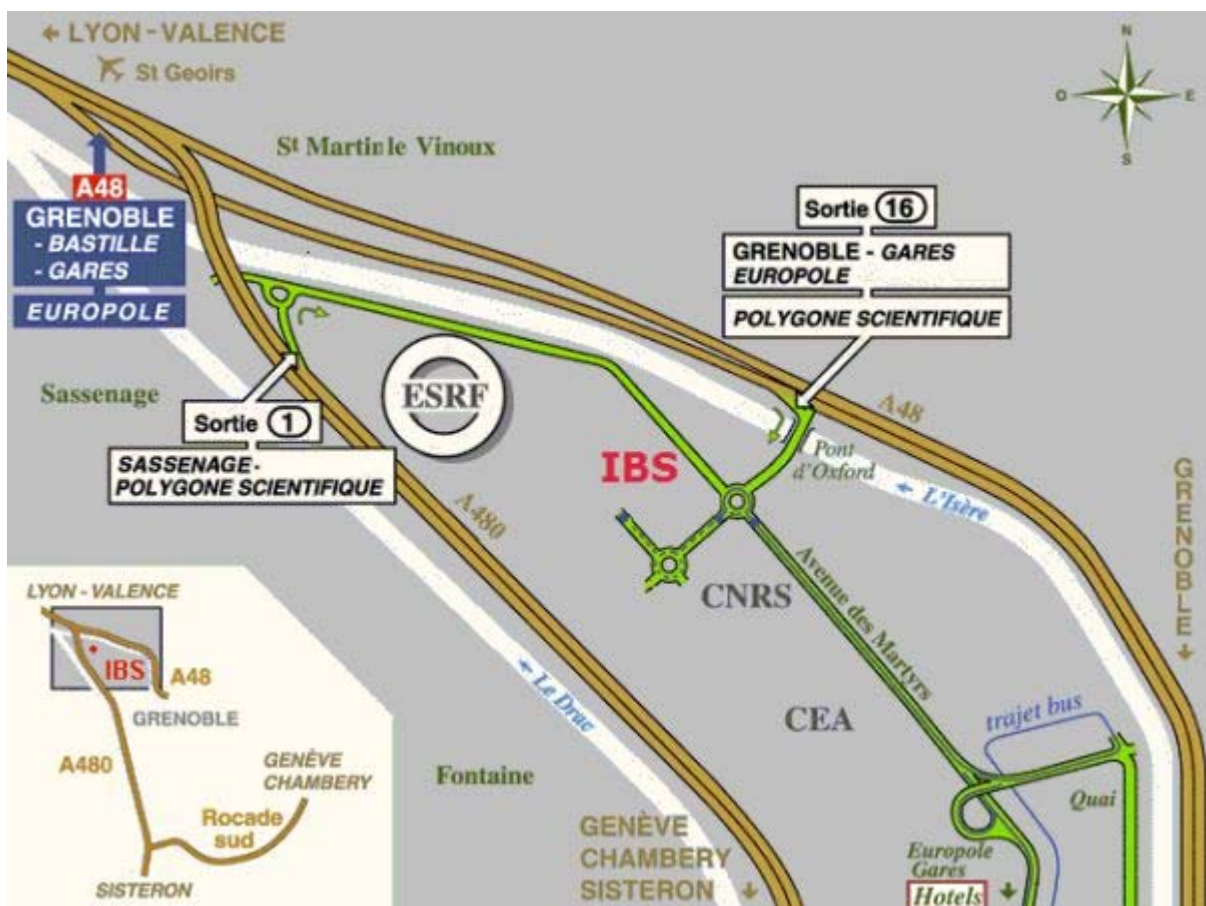 LYON - VALENCE
St Geoirs
N
O
E
S
St Martin le Vinoux
A48
GRENOBLE
- BASTILLE
- GARES
EUROPOLE
Sortie 16
GRENOBLE - GARES
EUROPOLE
POLYGONE SCIENTIFIQUE
Sassenage
ESRF
Sortie 1
SASSENAGE-
POLYGONE SCIENTIFIQUE
A48
Pont
d'Oxford
IBS
L'Isère
GRENOBLE
A480
CNRS
Avenue des Martyrs
Le Drac
CEA
trajet bus
Fontaine
Quai
GENÈVE
CHAMBERY
SISTERON
Europole
Gares
Hotels
LYON - VALENCE
IBS
A48
GRENOBLE
A480
GENÈVE
CHAMBERY
Rocade
sud
SISTERON